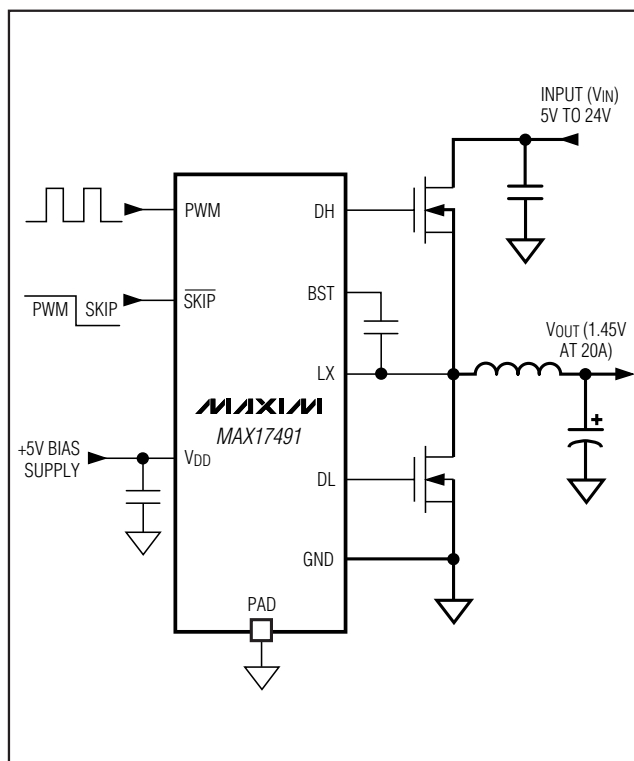 INPUT (VIN)
5V TO 24V
PWM
DH
BST
PWM SKIP
SKIP
VOUT (1.45V
AT 20A)
LX
MAXIM
MAX17491
+5V BIAS
SUPPLY
VDD
DL
GND
PAD
+